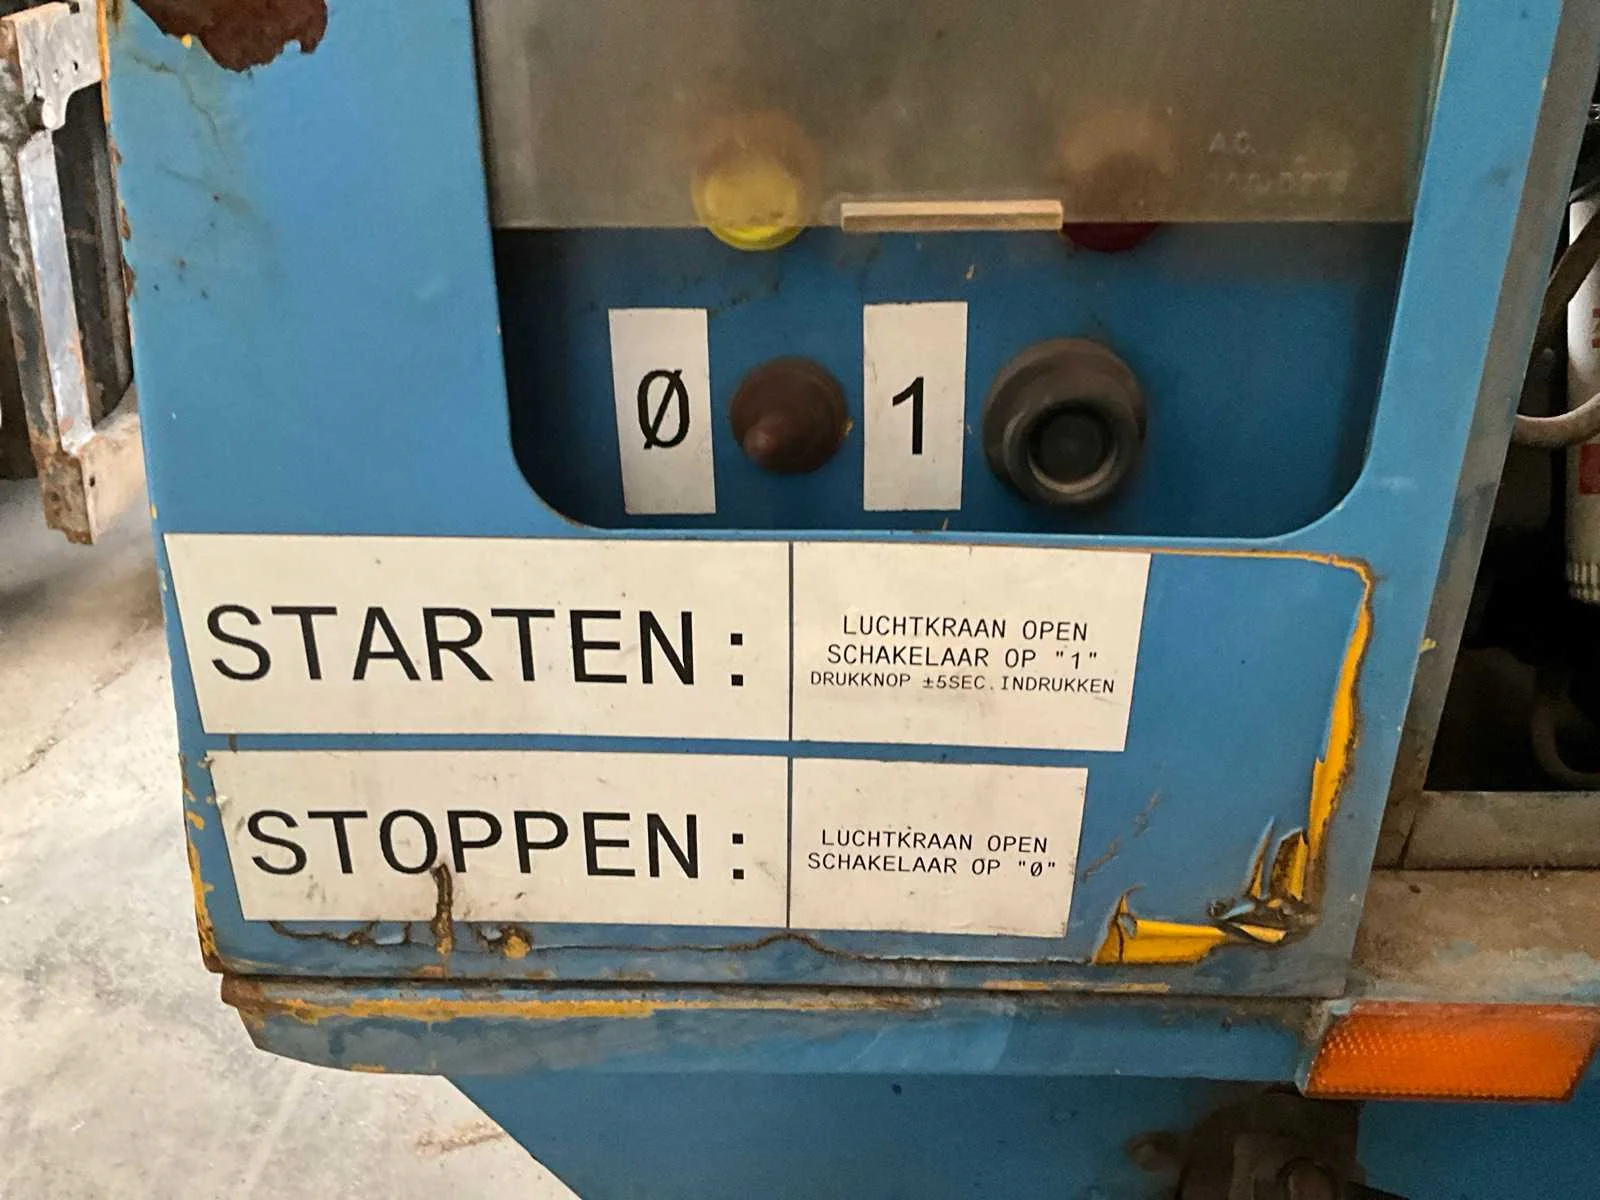 Ø
1
STARTEN:
LUCHTKRAAN OPEN
SCHAKELAAR OP "1"
DRUKKNOP ±5SEC. INDRUKKEN
STOPPEN:
LUCHTKRAAN OPEN
SCHAKELAAR OP "Ø"